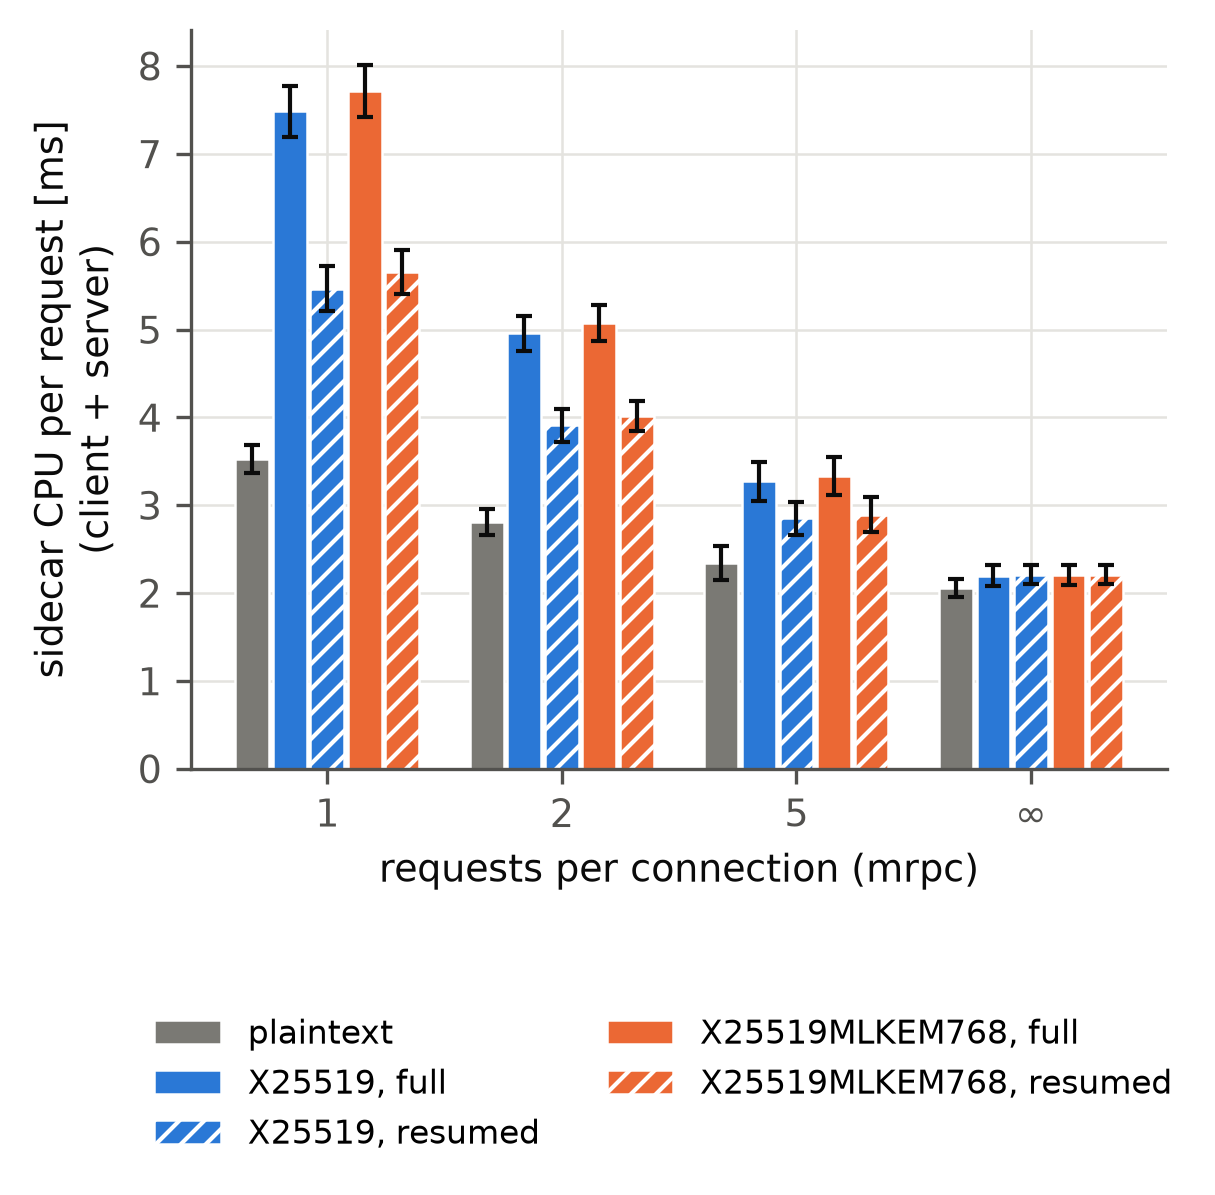 sidecar CPU per request [ms]
(client + server)
8
7
6
5
4
3
2
1
0
1 2 5 ∞
requests per connection (mrpc)
plaintext
X25519, full
X25519, resumed
X25519MLKEM768, full
X25519MLKEM768, resumed